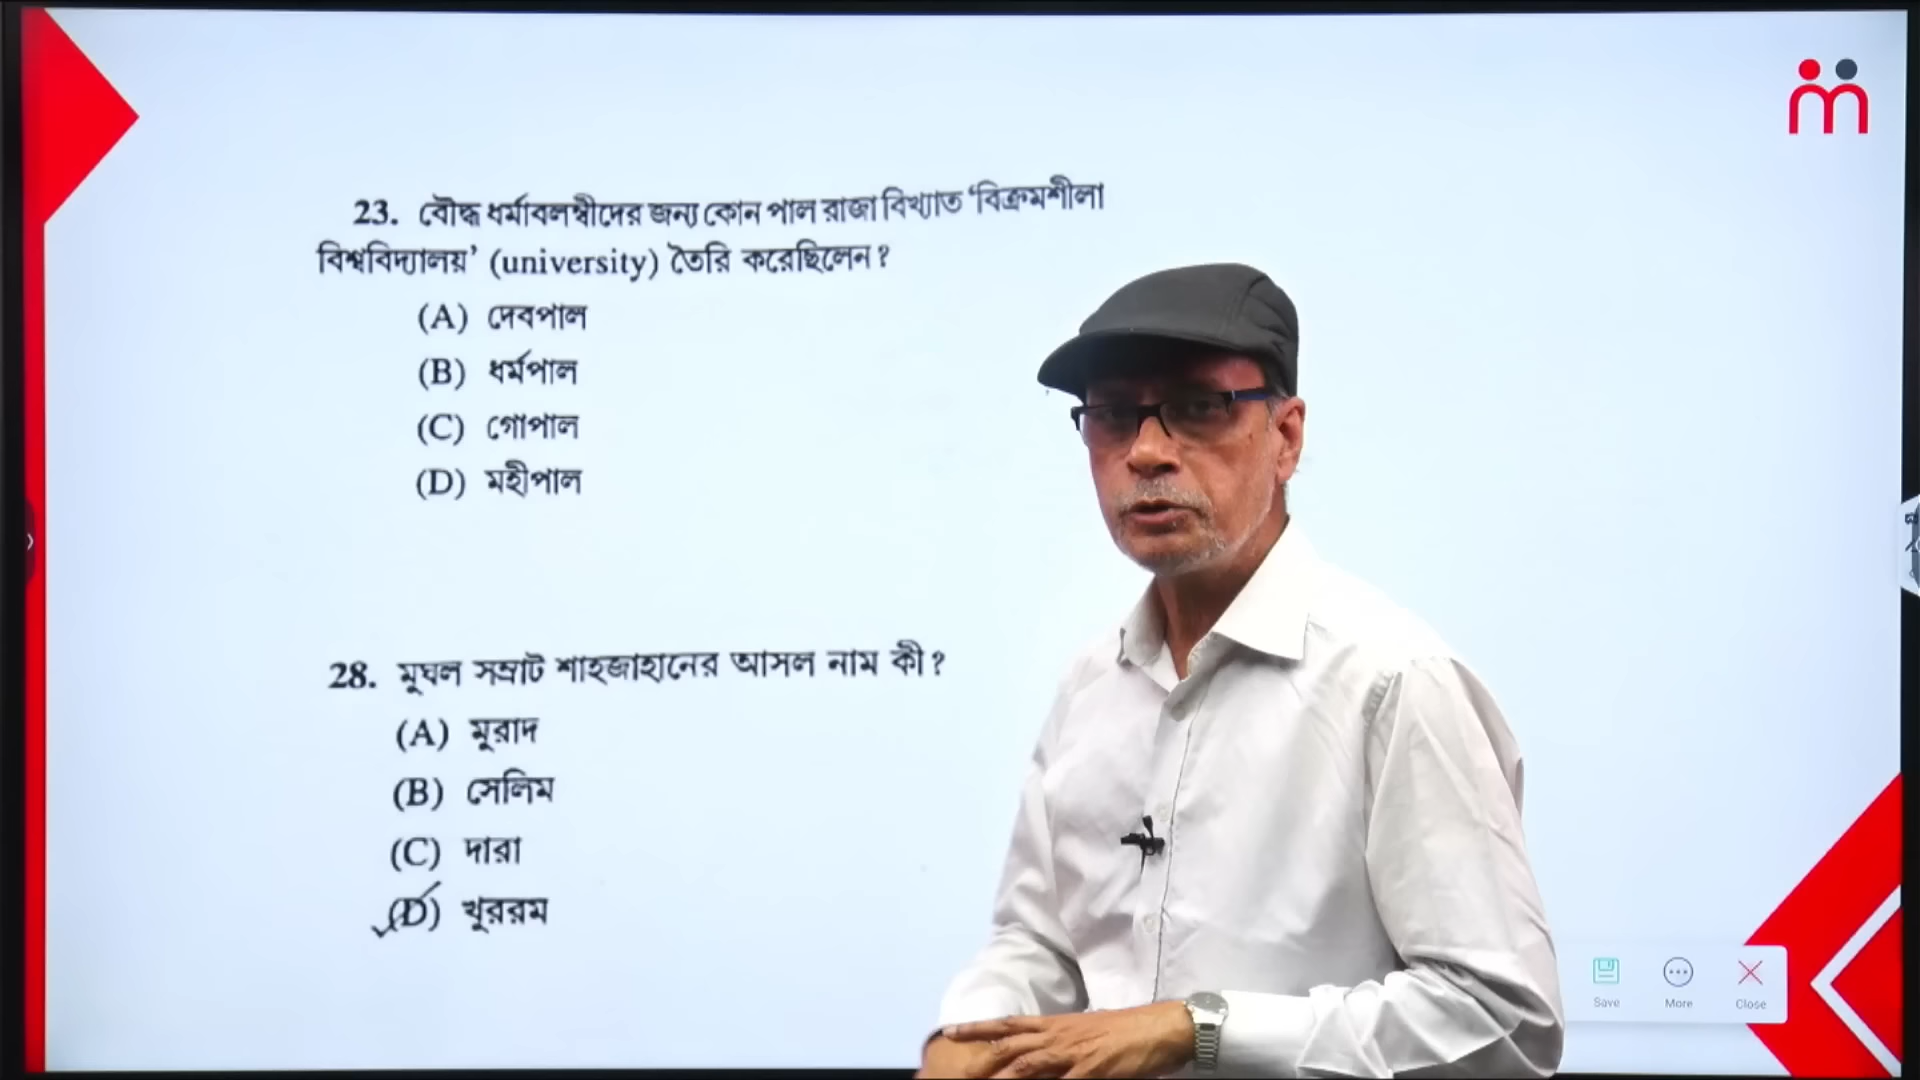 23. বৌদ্ধ ধর্মাবলম্বীদের জন্য কোন পাল রাজা বিখ্যাত ‘বিক্রমশীলা
বিশ্ববিদ্যালয়’ (university) তৈরি করেছিলেন?
(A) দেবপাল
(B) ধর্মপাল
(C) গোপাল
(D) মহীপাল
28. মুঘল সম্রাট শাহজাহানের আসল নাম কী?
(A) মুরাদ
(B) সেলিম
(C) দারা
(D) খুররম
Save More Close